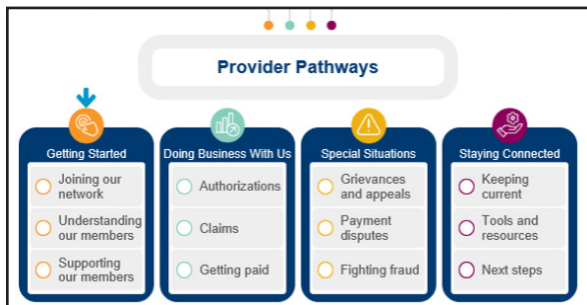 Provider Pathways
Getting Started
Joining our
network
Understanding
our members
Supporting
our members
Doing Business With Us
Authorizations
Claims
Getting paid
Special Situations
Grievances
and appeals
Payment
disputes
Fighting fraud
Staying Connected
Keeping
current
Tools and
resources
Next steps